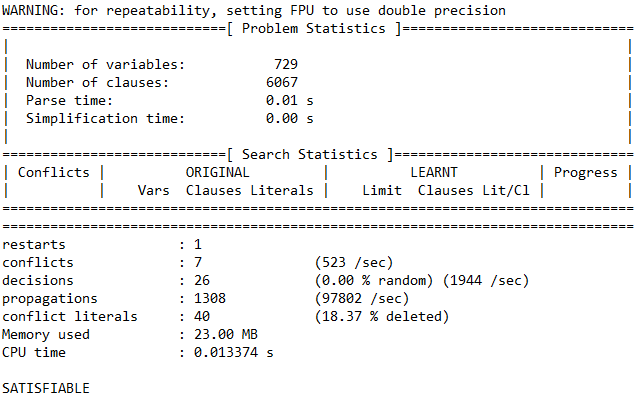 WARNING: for repeatability, setting FPU to use double precision
============================[ Problem Statistics ]=============================
|                                                                             |
|  Number of variables:           729                                         |
|  Number of clauses:            6067                                         |
|  Parse time:                   0.01 s                                       |
|  Simplification time:          0.00 s                                       |
|                                                                             |
============================[ Search Statistics ]==============================
| Conflicts |          ORIGINAL         |          LEARNT          | Progress |
|           |    Vars  Clauses Literals |    Limit  Clauses Lit/Cl |          |
===============================================================================
===============================================================================
restarts              : 1
conflicts             : 7              (523 /sec)
decisions             : 26             (0.00 % random) (1944 /sec)
propagations          : 1308           (97802 /sec)
conflict literals     : 40             (18.37 % deleted)
Memory used           : 23.00 MB
CPU time              : 0.013374 s

SATISFIABLE